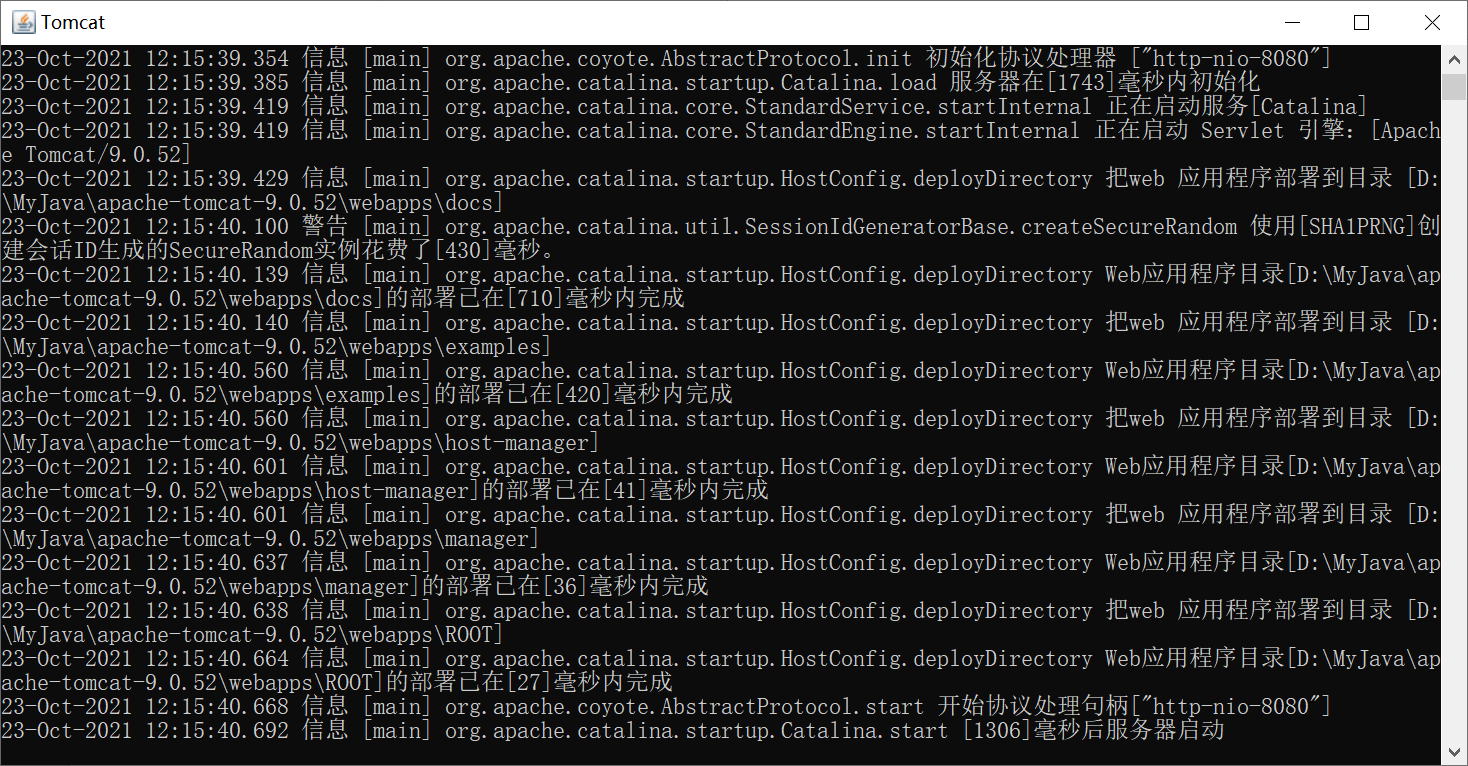 Tomcat
23-Oct-2021 12:15:39.354 信息 [main] org.apache.coyote.AbstractProtocol.init 初始化协议处理器 ["http-nio-8080"]
23-Oct-2021 12:15:39.385 信息 [main] org.apache.catalina.startup.Catalina.load 服务器在[1743]毫秒内初始化
23-Oct-2021 12:15:39.419 信息 [main] org.apache.catalina.core.StandardService.startInternal 正在启动服务[Catalina]
23-Oct-2021 12:15:39.419 信息 [main] org.apache.catalina.core.StandardEngine.startInternal 正在启动 Servlet 引擎：[Apach
e Tomcat/9.0.52]
23-Oct-2021 12:15:39.429 信息 [main] org.apache.catalina.startup.HostConfig.deployDirectory 把web 应用程序部署到目录 [D:
\MyJava\apache-tomcat-9.0.52\webapps\docs]
23-Oct-2021 12:15:40.100 警告 [main] org.apache.catalina.util.SessionIdGeneratorBase.createSecureRandom 使用[SHA1PRNG]创
建会话ID生成的SecureRandom实例花费了[430]毫秒。
23-Oct-2021 12:15:40.139 信息 [main] org.apache.catalina.startup.HostConfig.deployDirectory Web应用程序目录[D:\MyJava\ap
ache-tomcat-9.0.52\webapps\docs]的部署已在[710]毫秒内完成
23-Oct-2021 12:15:40.140 信息 [main] org.apache.catalina.startup.HostConfig.deployDirectory 把web 应用程序部署到目录 [D:
\MyJava\apache-tomcat-9.0.52\webapps\examples]
23-Oct-2021 12:15:40.560 信息 [main] org.apache.catalina.startup.HostConfig.deployDirectory Web应用程序目录[D:\MyJava\ap
ache-tomcat-9.0.52\webapps\examples]的部署已在[420]毫秒内完成
23-Oct-2021 12:15:40.560 信息 [main] org.apache.catalina.startup.HostConfig.deployDirectory 把web 应用程序部署到目录 [D:
\MyJava\apache-tomcat-9.0.52\webapps\host-manager]
23-Oct-2021 12:15:40.601 信息 [main] org.apache.catalina.startup.HostConfig.deployDirectory Web应用程序目录[D:\MyJava\ap
ache-tomcat-9.0.52\webapps\host-manager]的部署已在[41]毫秒内完成
23-Oct-2021 12:15:40.601 信息 [main] org.apache.catalina.startup.HostConfig.deployDirectory 把web 应用程序部署到目录 [D:
\MyJava\apache-tomcat-9.0.52\webapps\manager]
23-Oct-2021 12:15:40.637 信息 [main] org.apache.catalina.startup.HostConfig.deployDirectory Web应用程序目录[D:\MyJava\ap
ache-tomcat-9.0.52\webapps\manager]的部署已在[36]毫秒内完成
23-Oct-2021 12:15:40.638 信息 [main] org.apache.catalina.startup.HostConfig.deployDirectory 把web 应用程序部署到目录 [D:
\MyJava\apache-tomcat-9.0.52\webapps\ROOT]
23-Oct-2021 12:15:40.664 信息 [main] org.apache.catalina.startup.HostConfig.deployDirectory Web应用程序目录[D:\MyJava\ap
ache-tomcat-9.0.52\webapps\ROOT]的部署已在[27]毫秒内完成
23-Oct-2021 12:15:40.668 信息 [main] org.apache.coyote.AbstractProtocol.start 开始协议处理句柄["http-nio-8080"]
23-Oct-2021 12:15:40.692 信息 [main] org.apache.catalina.startup.Catalina.start [1306]毫秒后服务器启动